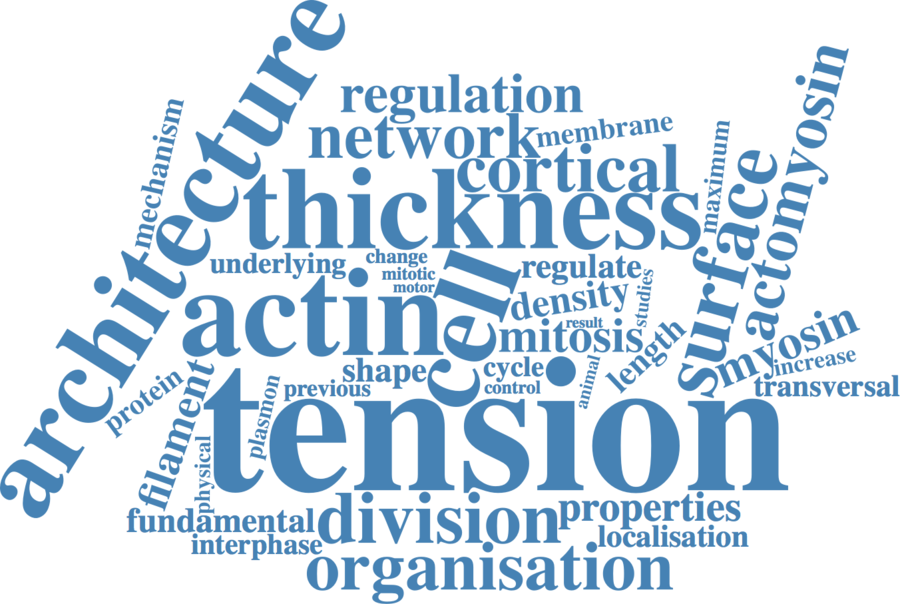 architecture
regulation
network
membrane
mechanism
cortical
thickness
maximum
surface
actomyosin
underlying
change
mitotic
motor
cell
regulate
density
studies
actin
result
mitosis
length
myosin
increase
transversal
shape
cycle
control
animal
previous
protein
filament
plasmon
physical
tension
fundamental
division
properties
localisation
interphase
organisation